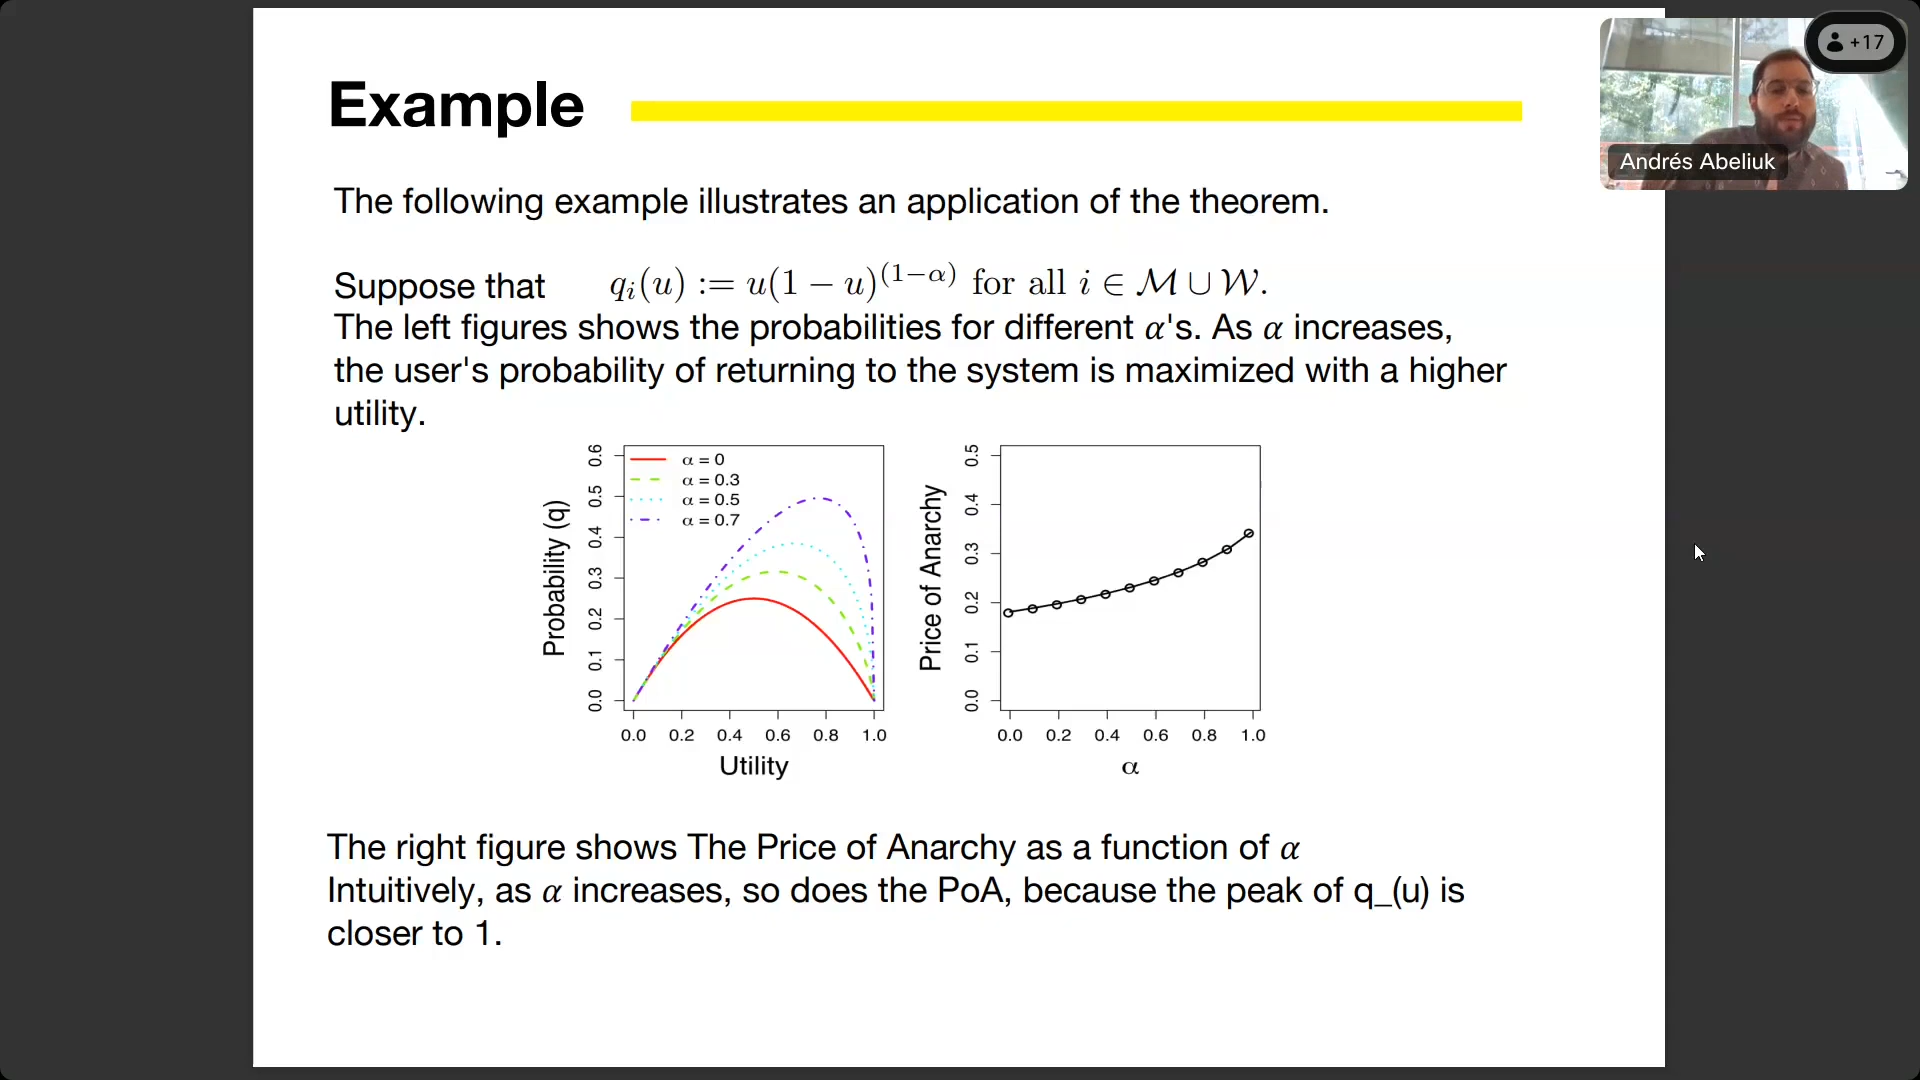 +17
Andrés Abeliuk
Example
The following example illustrates an application of the theorem.
Suppose that qᵢ(u) := u(1 − u)^(1−α) for all i ∈ ℳ ∪ 𝒲.
The left figures shows the probabilities for different α's. As α increases,
the user's probability of returning to the system is maximized with a higher
utility.
Probability (q)
0.0 0.1 0.2 0.3 0.4 0.5 0.6
α = 0
α = 0.3
α = 0.5
α = 0.7
0.0 0.2 0.4 0.6 0.8 1.0
Utility
Price of Anarchy
0.0 0.1 0.2 0.3 0.4 0.5
0.0 0.2 0.4 0.6 0.8 1.0
α
The right figure shows The Price of Anarchy as a function of α
Intuitively, as α increases, so does the PoA, because the peak of q_(u) is
closer to 1.